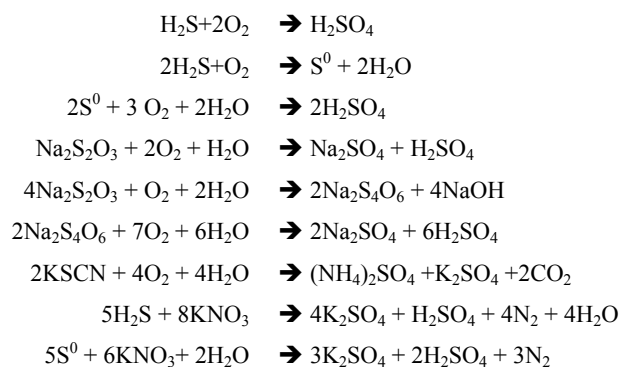 H₂S+2O₂ ➔ H₂SO₄
2H₂S+O₂ ➔ S⁰ + 2H₂O
2S⁰ + 3 O₂ + 2H₂O ➔ 2H₂SO₄
Na₂S₂O₃ + 2O₂ + H₂O ➔ Na₂SO₄ + H₂SO₄
4Na₂S₂O₃ + O₂ + 2H₂O ➔ 2Na₂S₄O₆ + 4NaOH
2Na₂S₄O₆ + 7O₂ + 6H₂O ➔ 2Na₂SO₄ + 6H₂SO₄
2KSCN + 4O₂ + 4H₂O ➔ (NH₄)₂SO₄ +K₂SO₄ +2CO₂
5H₂S + 8KNO₃ ➔ 4K₂SO₄ + H₂SO₄ + 4N₂ + 4H₂O
5S⁰ + 6KNO₃+ 2H₂O ➔ 3K₂SO₄ + 2H₂SO₄ + 3N₂